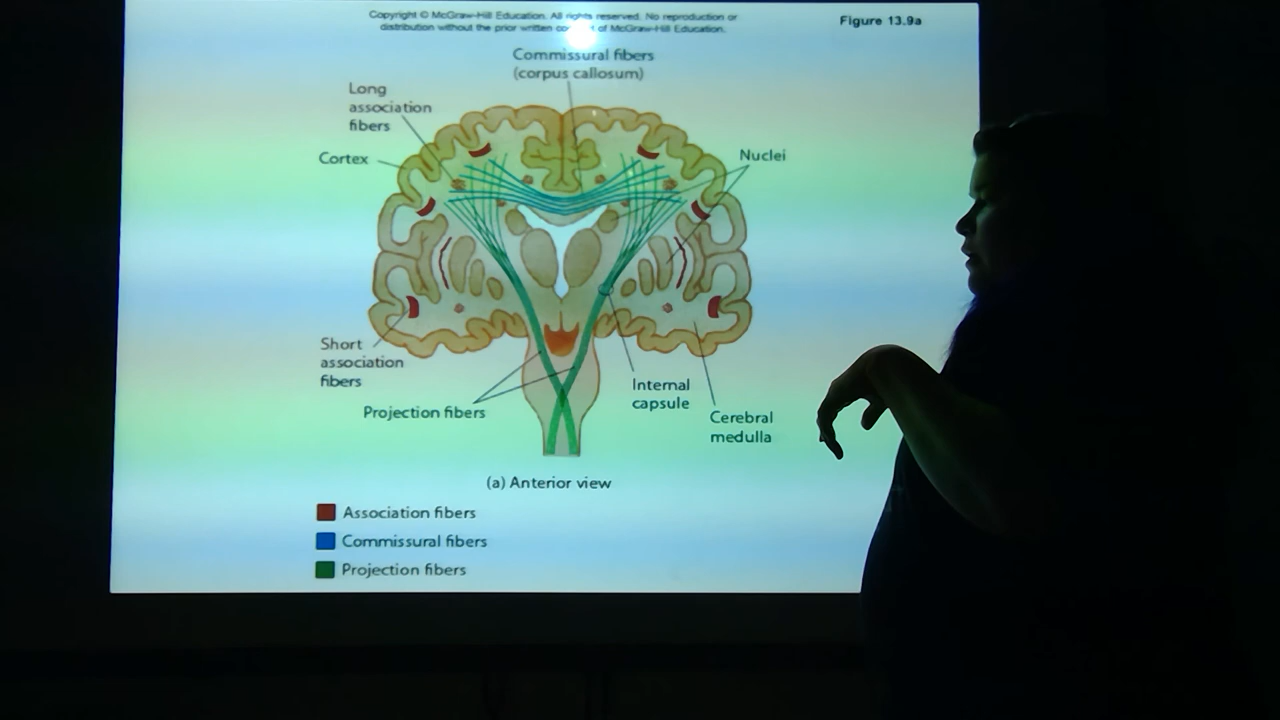 Copyright © McGraw-Hill Education. All rights reserved. No reproduction or
distribution without the prior written of McGraw-Hill Education.
Figure 13.9a
Commissural fibers
(corpus callosum)
Long
association
fibers
Cortex
Nuclei
Short
association
fibers
Projection fibers
Internal
capsule
Cerebral
medulla
(a) Anterior view
Association fibers
Commissural fibers
Projection fibers